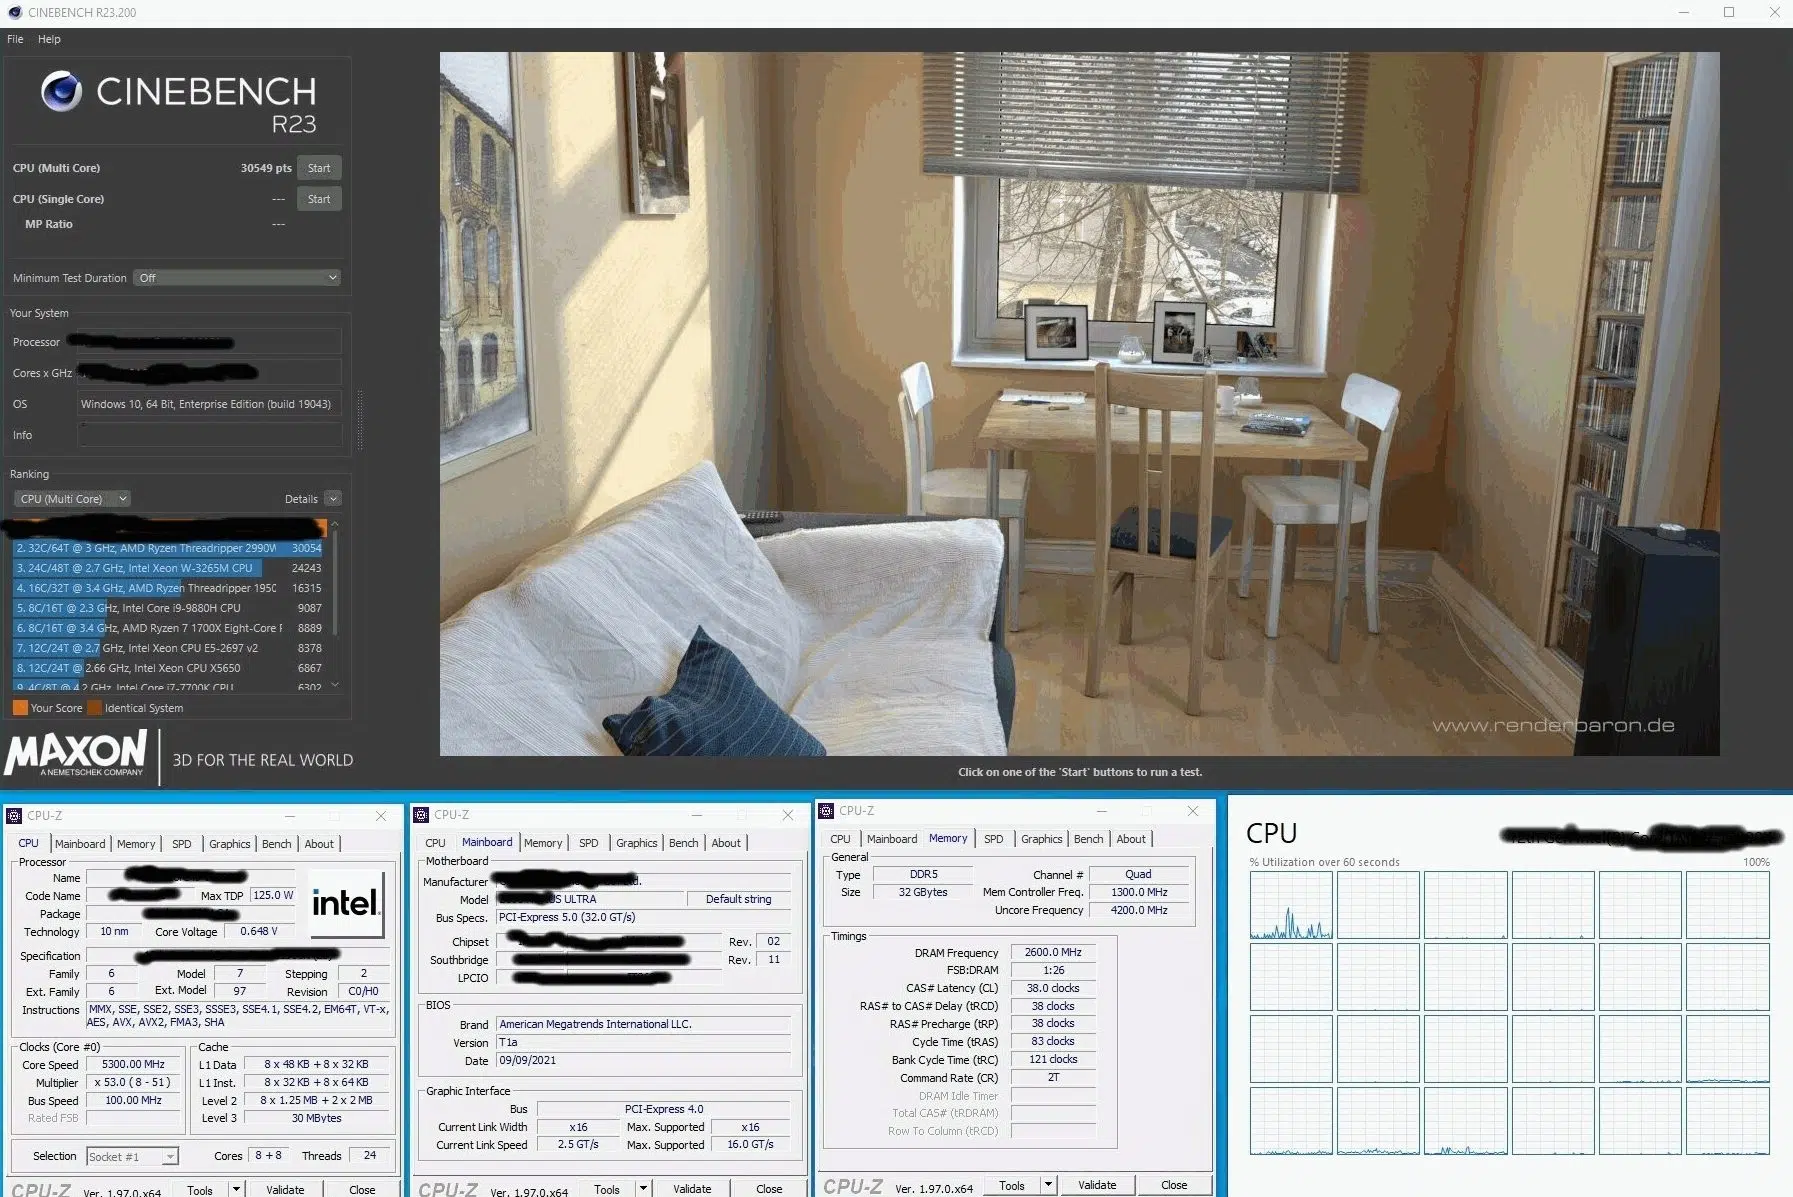 CINEBENCH R23.200
File Help
CINEBENCH
R23
CPU (Multi Core) 30549 pts Start
CPU (Single Core) --- Start
MP Ratio ---
Minimum Test Duration Off
Your System
Processor
Cores x GHz
OS Windows 10, 64 Bit, Enterprise Edition (build 19043)
Info
Ranking
CPU (Multi Core) Details
2. 32C/64T @ 3 GHz, AMD Ryzen Threadripper 2990W 30054
3. 24C/48T @ 2.7 GHz, Intel Xeon W-3265M CPU 24243
4. 16C/32T @ 3.4 GHz, AMD Ryzen Threadripper 1950 16315
5. 8C/16T @ 2.3 GHz, Intel Core i9-9880H CPU 9087
6. 8C/16T @ 3.4 GHz, AMD Ryzen 7 1700X Eight-Core 8889
7. 12C/24T @ 2.7 GHz, Intel Xeon CPU E5-2697 v2 8378
8. 12C/24T @ 2.66 GHz, Intel Xeon CPU X5650 6867
9. 4C/8T @ 4.2 GHz, Intel Core i7-7700K CPU 6302
Your Score Identical System
MAXON 3D FOR THE REAL WORLD
A NEMETSCHEK COMPANY
www.renderbaron.de
Click on one of the 'Start' buttons to run a test.
CPU-Z
CPU Mainboard Memory SPD Graphics Bench About
Processor
Name
Code Name Max TDP 125.0 W
Package
Technology 10 nm Core Voltage 0.648 V
intel.
Specification
Family 6 Model 7 Stepping 2
Ext. Family 6 Ext. Model 97 Revision C0/H0
Instructions MMX, SSE, SSE2, SSE3, SSSE3, SSE4.1, SSE4.2, EM64T, VT-x,
AES, AVX, AVX2, FMA3, SHA
Clocks (Core #0)
Core Speed 5300.00 MHz
Multiplier x 53.0 ( 8 - 51 )
Bus Speed 100.00 MHz
Rated FSB
Cache
L1 Data 8 x 48 KB + 8 x 32 KB
L1 Inst. 8 x 32 KB + 8 x 64 KB
Level 2 8 x 1.25 MB + 2 x 2 MB
Level 3 30 MBytes
Selection Socket #1 Cores 8 + 8 Threads 24
CPU-Z Ver. 1.97.0.x64 Tools Validate Close
CPU-Z
CPU Mainboard Memory SPD Graphics Bench About
Motherboard
Manufacturer
Model ULTRA Default string
Bus Specs. PCI-Express 5.0 (32.0 GT/s)
Chipset Rev. 02
Southbridge Rev. 11
LPCIO
BIOS
Brand American Megatrends International LLC.
Version T1a
Date 09/09/2021
Graphic Interface
Bus PCI-Express 4.0
Current Link Width x16 Max. Supported x16
Current Link Speed 2.5 GT/s Max. Supported 16.0 GT/s
CPU-Z Ver. 1.97.0.x64 Tools Validate Close
CPU-Z
CPU Mainboard Memory SPD Graphics Bench About
General
Type DDR5 Channel # Quad
Size 32 GBytes Mem Controller Freq. 1300.0 MHz
Uncore Frequency 4200.0 MHz
Timings
DRAM Frequency 2600.0 MHz
FSB:DRAM 1:26
CAS# Latency (CL) 38.0 clocks
RAS# to CAS# Delay (tRCD) 38 clocks
RAS# Precharge (tRP) 38 clocks
Cycle Time (tRAS) 83 clocks
Bank Cycle Time (tRC) 121 clocks
Command Rate (CR) 2T
DRAM Idle Timer
Total CAS# (tRDRAM)
Row To Column (tRCD)
CPU-Z Ver. 1.97.0.x64 Tools Validate Close
CPU
% Utilization over 60 seconds 100%